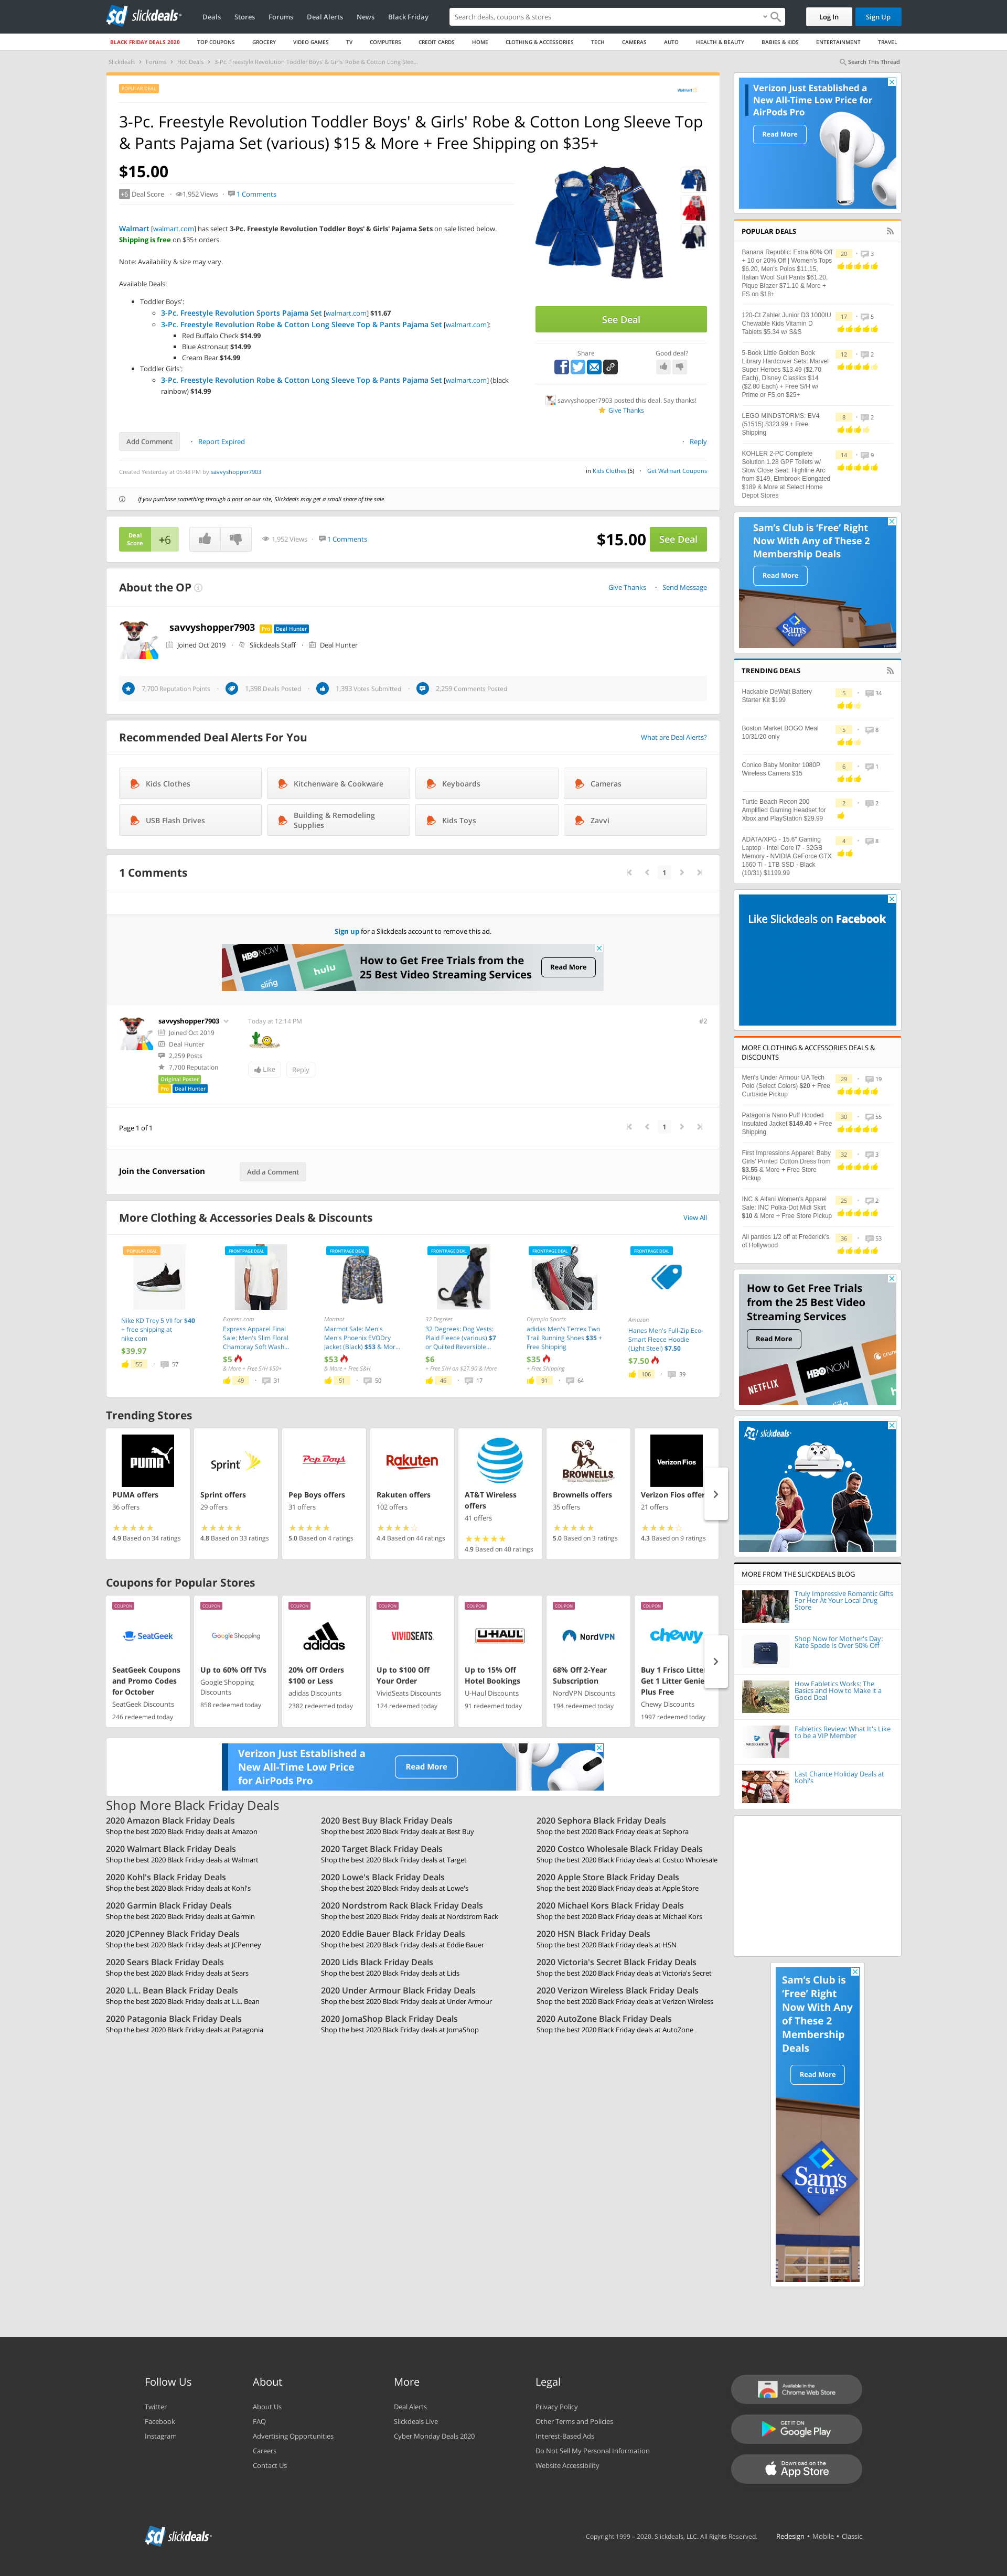 slickdeals
Deals
Stores
Forums
Deal Alerts
News
Black Friday
Search deals, coupons & stores
Log In
Sign Up
BLACK FRIDAY DEALS 2020
TOP COUPONS
GROCERY
VIDEO GAMES
TV
COMPUTERS
CREDIT CARDS
HOME
CLOTHING & ACCESSORIES
TECH
CAMERAS
AUTO
HEALTH & BEAUTY
BABIES & KIDS
ENTERTAINMENT
TRAVEL
Slickdeals
Forums
Hot Deals
3-Pc. Freestyle Revolution Toddler Boys' & Girls' Robe & Cotton Long Slee...
Search This Thread
POPULAR DEAL
Walmart
3-Pc. Freestyle Revolution Toddler Boys' & Girls' Robe & Cotton Long Sleeve Top
& Pants Pajama Set (various) $15 & More + Free Shipping on $35+
$15.00
+6 Deal Score
1,952 Views
1 Comments
Walmart [walmart.com] has select 3-Pc. Freestyle Revolution Toddler Boys' & Girls' Pajama Sets on sale listed below.
Shipping is free on $35+ orders.
Note: Availability & size may vary.
Available Deals:
Toddler Boys':
3-Pc. Freestyle Revolution Sports Pajama Set [walmart.com] $11.67
3-Pc. Freestyle Revolution Robe & Cotton Long Sleeve Top & Pants Pajama Set [walmart.com]:
Red Buffalo Check $14.99
Blue Astronaut $14.99
Cream Bear $14.99
Toddler Girls':
3-Pc. Freestyle Revolution Robe & Cotton Long Sleeve Top & Pants Pajama Set [walmart.com] (black
rainbow) $14.99
See Deal
Share
Good deal?
savvyshopper7903 posted this deal. Say thanks!
Give Thanks
Add Comment
Report Expired
Reply
Created Yesterday at 05:48 PM by savvyshopper7903
in Kids Clothes (5)
Get Walmart Coupons
If you purchase something through a post on our site, Slickdeals may get a small share of the sale.
Deal
Score
+6
1,952 Views
1 Comments
$15.00
See Deal
About the OP
Give Thanks
Send Message
savvyshopper7903
Pro
Deal Hunter
Joined Oct 2019
Slickdeals Staff
Deal Hunter
7,700 Reputation Points
1,398 Deals Posted
1,393 Votes Submitted
2,259 Comments Posted
Recommended Deal Alerts For You
What are Deal Alerts?
Kids Clothes
Kitchenware & Cookware
Keyboards
Cameras
USB Flash Drives
Building & Remodeling
Supplies
Kids Toys
Zavvi
1 Comments
1
Sign up for a Slickdeals account to remove this ad.
HBO NOW
sling
hulu
How to Get Free Trials from the
25 Best Video Streaming Services
Read More
savvyshopper7903
Joined Oct 2019
Deal Hunter
2,259 Posts
7,700 Reputation
Original Poster
Pro
Deal Hunter
Today at 12:14 PM
#2
Like
Reply
Page 1 of 1
1
Join the Conversation
Add a Comment
More Clothing & Accessories Deals & Discounts
View All
POPULAR DEAL
Nike KD Trey 5 VII for $40
+ free shipping at
nike.com
$39.97
55
57
FRONTPAGE DEAL
Express.com
Express Apparel Final
Sale: Men's Slim Floral
Chambray Soft Wash...
$5
& More + Free S/H $50+
49
31
FRONTPAGE DEAL
Marmot
Marmot Sale: Men's
Men's Phoenix EVODry
Jacket (Black) $53 & Mor...
$53
& More + Free S&H
51
50
FRONTPAGE DEAL
32 Degrees
32 Degrees: Dog Vests:
Plaid Fleece (various) $7
or Quilted Reversible...
$6
+ Free S/H on $27.90 & More
46
17
FRONTPAGE DEAL
Olympia Sports
adidas Men's Terrex Two
Trail Running Shoes $35 +
Free Shipping
$35
+ Free Shipping
91
64
FRONTPAGE DEAL
Amazon
Hanes Men's Full-Zip Eco-
Smart Fleece Hoodie
(Light Steel) $7.50
$7.50
106
39
Trending Stores
PUMA
PUMA offers
36 offers
4.9 Based on 34 ratings
Sprint
Sprint offers
29 offers
4.8 Based on 33 ratings
Pep Boys
Pep Boys offers
31 offers
5.0 Based on 4 ratings
Rakuten
Rakuten offers
102 offers
4.4 Based on 44 ratings
AT&T Wireless
offers
41 offers
4.9 Based on 40 ratings
BROWNELLS
Brownells offers
35 offers
5.0 Based on 3 ratings
Verizon Fios
Verizon Fios offer
21 offers
4.3 Based on 9 ratings
Coupons for Popular Stores
COUPON
SeatGeek
SeatGeek Coupons
and Promo Codes
for October
SeatGeek Discounts
246 redeemed today
COUPON
Google Shopping
Up to 60% Off TVs
Google Shopping
Discounts
858 redeemed today
COUPON
adidas
20% Off Orders
$100 or Less
adidas Discounts
2382 redeemed today
COUPON
VIVIDSEATS
Up to $100 Off
Your Order
VividSeats Discounts
124 redeemed today
COUPON
U-HAUL
Up to 15% Off
Hotel Bookings
U-Haul Discounts
91 redeemed today
COUPON
NordVPN
68% Off 2-Year
Subscription
NordVPN Discounts
194 redeemed today
COUPON
chewy
Buy 1 Frisco Litter
Get 1 Litter Genie
Plus Free
Chewy Discounts
1997 redeemed today
Verizon Just Established a
New All-Time Low Price
for AirPods Pro
Read More
Shop More Black Friday Deals
2020 Amazon Black Friday Deals
Shop the best 2020 Black Friday deals at Amazon
2020 Best Buy Black Friday Deals
Shop the best 2020 Black Friday deals at Best Buy
2020 Sephora Black Friday Deals
Shop the best 2020 Black Friday deals at Sephora
2020 Walmart Black Friday Deals
Shop the best 2020 Black Friday deals at Walmart
2020 Target Black Friday Deals
Shop the best 2020 Black Friday deals at Target
2020 Costco Wholesale Black Friday Deals
Shop the best 2020 Black Friday deals at Costco Wholesale
2020 Kohl's Black Friday Deals
Shop the best 2020 Black Friday deals at Kohl's
2020 Lowe's Black Friday Deals
Shop the best 2020 Black Friday deals at Lowe's
2020 Apple Store Black Friday Deals
Shop the best 2020 Black Friday deals at Apple Store
2020 Garmin Black Friday Deals
Shop the best 2020 Black Friday deals at Garmin
2020 Nordstrom Rack Black Friday Deals
Shop the best 2020 Black Friday deals at Nordstrom Rack
2020 Michael Kors Black Friday Deals
Shop the best 2020 Black Friday deals at Michael Kors
2020 JCPenney Black Friday Deals
Shop the best 2020 Black Friday deals at JCPenney
2020 Eddie Bauer Black Friday Deals
Shop the best 2020 Black Friday deals at Eddie Bauer
2020 HSN Black Friday Deals
Shop the best 2020 Black Friday deals at HSN
2020 Sears Black Friday Deals
Shop the best 2020 Black Friday deals at Sears
2020 Lids Black Friday Deals
Shop the best 2020 Black Friday deals at Lids
2020 Victoria's Secret Black Friday Deals
Shop the best 2020 Black Friday deals at Victoria's Secret
2020 L.L. Bean Black Friday Deals
Shop the best 2020 Black Friday deals at L.L. Bean
2020 Under Armour Black Friday Deals
Shop the best 2020 Black Friday deals at Under Armour
2020 Verizon Wireless Black Friday Deals
Shop the best 2020 Black Friday deals at Verizon Wireless
2020 Patagonia Black Friday Deals
Shop the best 2020 Black Friday deals at Patagonia
2020 JomaShop Black Friday Deals
Shop the best 2020 Black Friday deals at JomaShop
2020 AutoZone Black Friday Deals
Shop the best 2020 Black Friday deals at AutoZone
Verizon Just Established a
New All-Time Low Price for
AirPods Pro
Read More
POPULAR DEALS
Banana Republic: Extra 60% Off
+ 10 or 20% Off | Women's Tops
$6.20, Men's Polos $11.15,
Italian Wool Suit Pants $61.20,
Pique Blazer $71.10 & More +
FS on $18+
20
3
120-Ct Zahler Junior D3 1000IU
Chewable Kids Vitamin D
Tablets $5.34 w/ S&S
17
5
5-Book Little Golden Book
Library Hardcover Sets: Marvel
Super Heroes $13.49 ($2.70
Each), Disney Classics $14
($2.80 Each) + Free S/H w/
Prime or FS on $25+
12
2
LEGO MINDSTORMS: EV4
(51515) $323.99 + Free
Shipping
8
2
KOHLER 2-PC Complete
Solution 1.28 GPF Toilets w/
Slow Close Seat: Highline Arc
from $149, Elmbrook Elongated
$189 & More at Select Home
Depot Stores
14
9
Sam's Club is 'Free' Right
Now With Any of These 2
Membership Deals
Read More
Sam's
TRENDING DEALS
Hackable DeWalt Battery
Starter Kit $199
5
34
Boston Market BOGO Meal
10/31/20 only
5
8
Conico Baby Monitor 1080P
Wireless Camera $15
6
1
Turtle Beach Recon 200
Amplified Gaming Headset for
Xbox and PlayStation $29.99
2
2
ADATA/XPG - 15.6" Gaming
Laptop - Intel Core i7 - 32GB
Memory - NVIDIA GeForce GTX
1660 Ti - 1TB SSD - Black
(10/31) $1199.99
4
8
Like Slickdeals on Facebook
MORE CLOTHING & ACCESSORIES DEALS &
DISCOUNTS
Men's Under Armour UA Tech
Polo (Select Colors) $20 + Free
Curbside Pickup
29
19
Patagonia Nano Puff Hooded
Insulated Jacket $149.40 + Free
Shipping
30
55
First Impressions Apparel: Baby
Girls' Printed Cotton Dress from
$3.55 & More + Free Store
Pickup
32
3
INC & Alfani Women's Apparel
Sale: INC Polka-Dot Midi Skirt
$10 & More + Free Store Pickup
25
2
All panties 1/2 off at Frederick's
of Hollywood
36
53
How to Get Free Trials
from the 25 Best Video
Streaming Services
Read More
NETFLIX
HBO NOW
hulu
slickdeals
MORE FROM THE SLICKDEALS BLOG
Truly Impressive Romantic Gifts
For Her At Your Local Drug
Store
Shop Now for Mother's Day:
Kate Spade Is Over 50% Off
How Fabletics Works: The
Basics and How to Make it a
Good Deal
Fabletics Review: What It's Like
to be a VIP Member
Last Chance Holiday Deals at
Kohl's
Sam's Club is
'Free' Right
Now With Any
of These 2
Membership
Deals
Read More
Sam's
CLUB
Follow Us
Twitter
Facebook
Instagram
About
About Us
FAQ
Advertising Opportunities
Careers
Contact Us
More
Deal Alerts
Slickdeals Live
Cyber Monday Deals 2020
Legal
Privacy Policy
Other Terms and Policies
Interest-Based Ads
Do Not Sell My Personal Information
Website Accessibility
Available in the
Chrome Web Store
GET IT ON
Google Play
Download on the
App Store
slickdeals
Copyright 1999 – 2020. Slickdeals, LLC. All Rights Reserved.
Redesign • Mobile • Classic